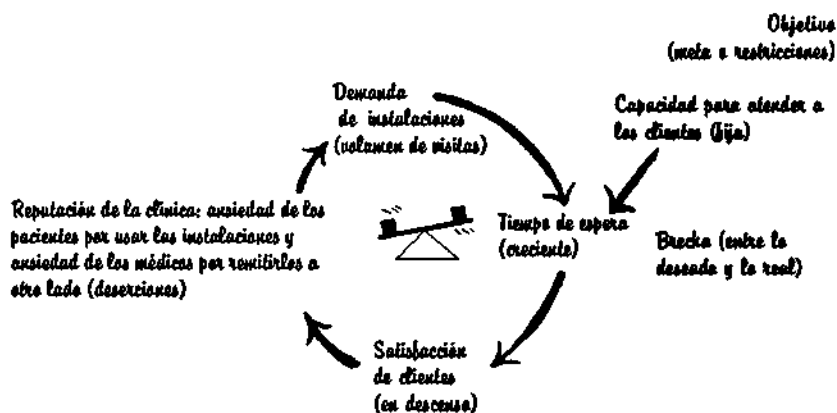 Objetivo
(meta o restricciones)
Demanda
de instalaciones
(volumen de visitas)
Capacidad para atender a
los clientes (fija)
Reputación de la clínica: ansiedad de los
pacientes por usar las instalaciones y
ansiedad de los médicos por remitirlos a
otro lado (deserciones)
Tiempo de espera
(creciente)
Brecha (entre lo
deseado y lo real)
Satisfacción
de clientes
(en descenso)